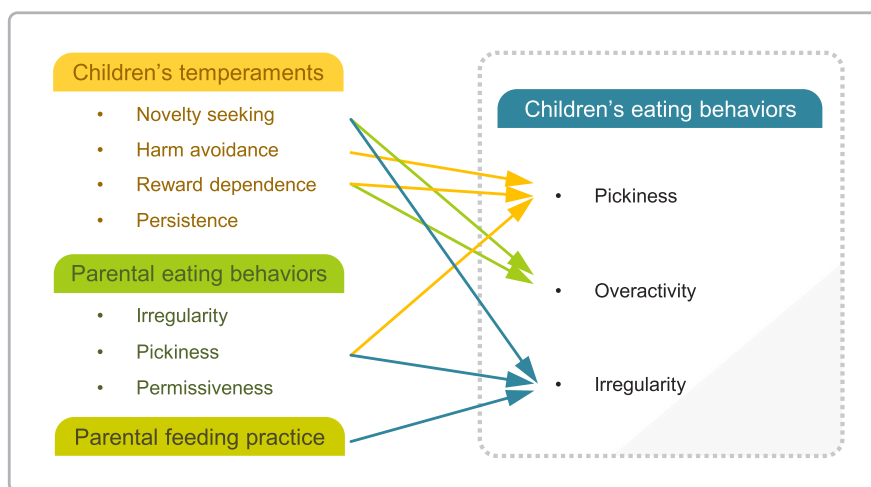 Children's temperaments
• Novelty seeking
• Harm avoidance
• Reward dependence
• Persistence
Parental eating behaviors
• Irregularity
• Pickiness
• Permissiveness
Parental feeding practice
Children's eating behaviors
• Pickiness
• Overactivity
• Irregularity